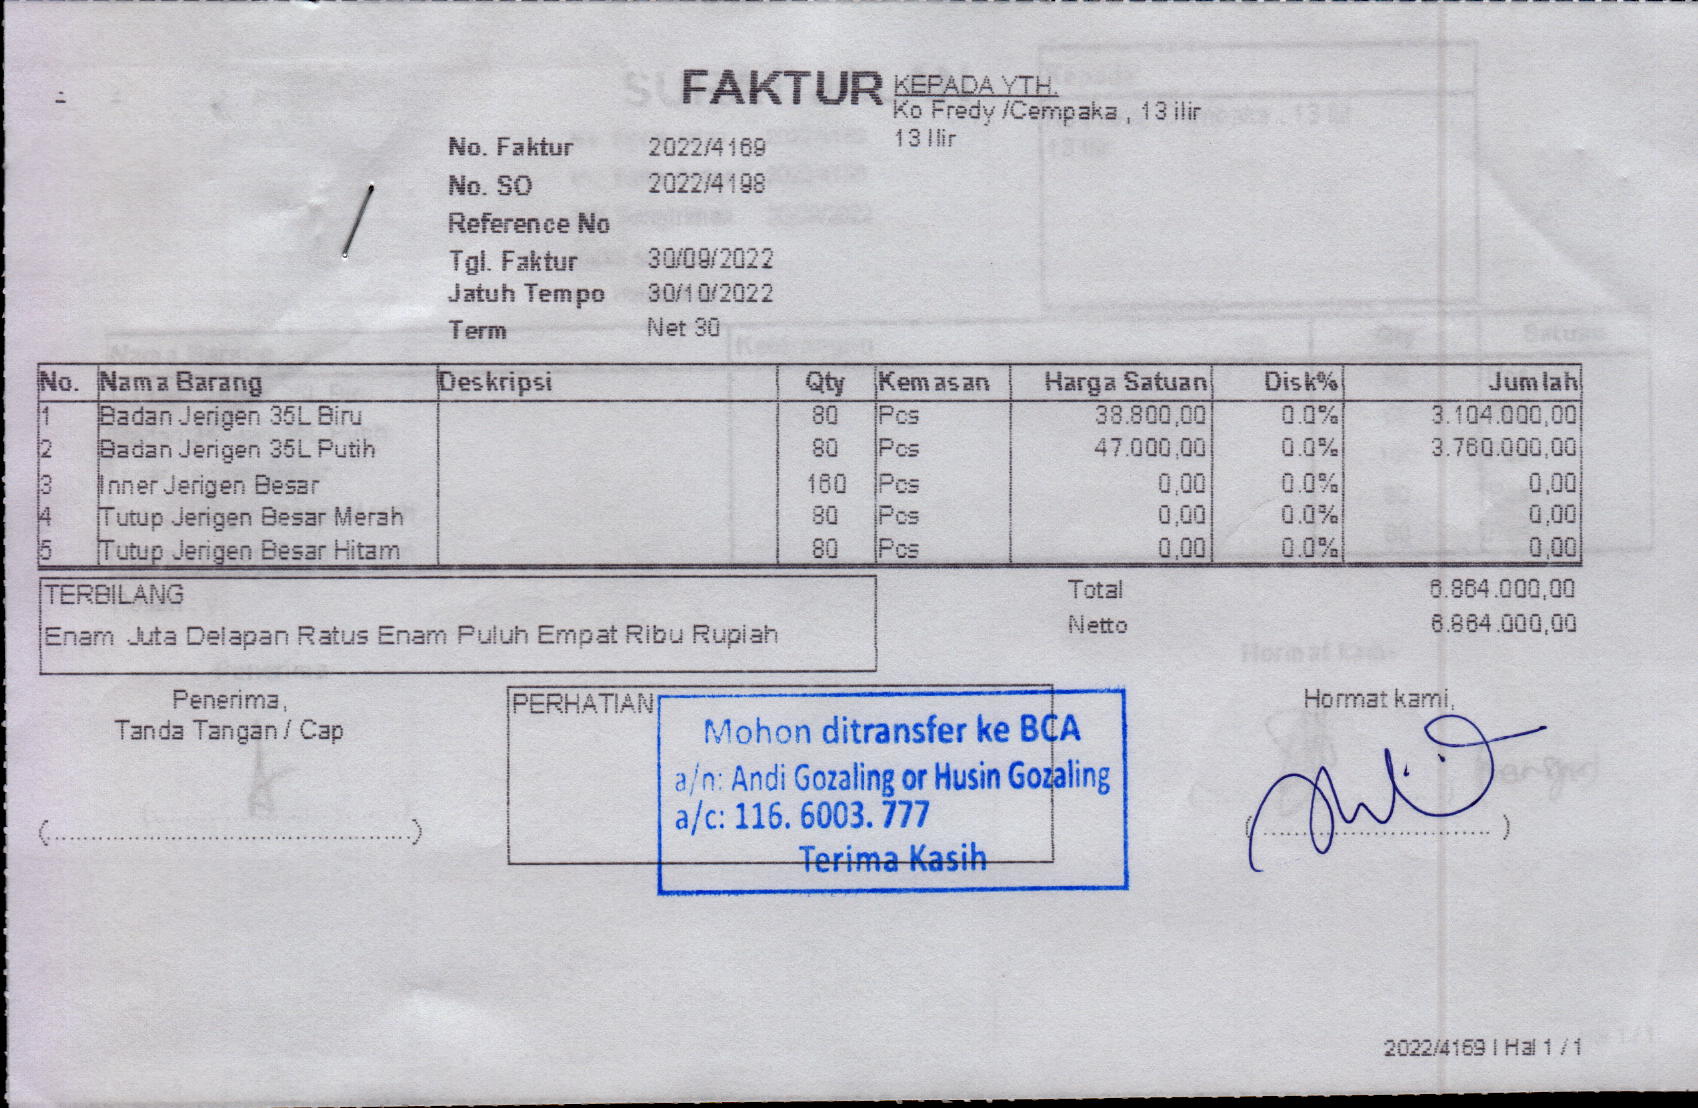 FAKTUR
KEPADA YTH.
Ko Fredy /Cempaka , 13 ilir
13 Ilir
No. Faktur 2022/4169
No. SO 2022/4198
Reference No
Tgl. Faktur 30/09/2022
Jatuh Tempo 30/10/2022
Term Net 30
No. Nama Barang Deskripsi Qty Kemasan Harga Satuan Disk% Jumlah
1 Badan Jerigen 35L Biru 80 Pcs 38.800,00 0.0% 3.104.000,00
2 Badan Jerigen 35L Putih 80 Pcs 47.000,00 0.0% 3.760.000,00
3 Inner Jerigen Besar 160 Pcs 0,00 0.0% 0,00
4 Tutup Jerigen Besar Merah 80 Pcs 0,00 0.0% 0,00
5 Tutup Jerigen Besar Hitam 80 Pcs 0,00 0.0% 0,00
TERBILANG
Enam Juta Delapan Ratus Enam Puluh Empat Ribu Rupiah
Total 6.864.000,00
Netto 6.864.000,00
Penerima,
Tanda Tangan / Cap
(.....................................................)
PERHATIAN
Mohon ditransfer ke BCA
a/n: Andi Gozaling or Husin Gozaling
a/c: 116. 6003. 777
Terima Kasih
Hormat kami,
(.................................)
2022/4169 | Hal 1 / 1